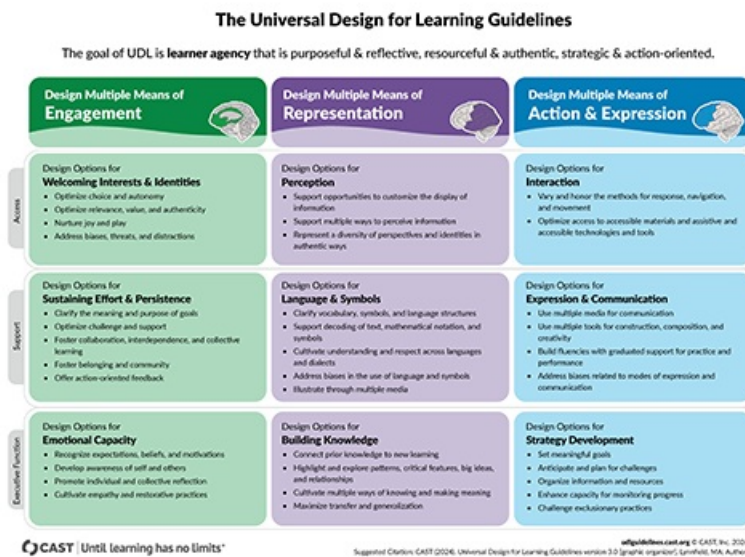 The Universal Design for Learning Guidelines
The goal of UDL is learner agency that is purposeful & reflective, resourceful & authentic, strategic & action-oriented.
Design Multiple Means of
Engagement
Design Multiple Means of
Representation
Design Multiple Means of
Action & Expression
Access
Design Options for
Welcoming Interests & Identities
• Optimize choice and autonomy
• Optimize relevance, value, and authenticity
• Nurture joy and play
• Address biases, threats, and distractions
Design Options for
Perception
• Support opportunities to customize the display of
information
• Support multiple ways to perceive information
• Represent a diversity of perspectives and identities in
authentic ways
Design Options for
Interaction
• Vary and honor the methods for response, navigation,
and movement
• Optimize access to accessible materials and assistive and
accessible technologies and tools
Support
Design Options for
Sustaining Effort & Persistence
• Clarify the meaning and purpose of goals
• Optimize challenge and support
• Foster collaboration, interdependence, and collective
learning
• Foster belonging and community
• Offer action-oriented feedback
Design Options for
Language & Symbols
• Clarify vocabulary, symbols, and language structures
• Support decoding of text, mathematical notation, and
symbols
• Cultivate understanding and respect across languages
and dialects
• Address biases in the use of language and symbols
• Illustrate through multiple media
Design Options for
Expression & Communication
• Use multiple media for communication
• Use multiple tools for construction, composition, and
creativity
• Build fluencies with graduated support for practice and
performance
• Address biases related to modes of expression and
communication
Executive Function
Design Options for
Emotional Capacity
• Recognize expectations, beliefs, and motivations
• Develop awareness of self and others
• Promote individual and collective reflection
• Cultivate empathy and restorative practices
Design Options for
Building Knowledge
• Connect prior knowledge to new learning
• Highlight and explore patterns, critical features, big ideas,
and relationships
• Cultivate multiple ways of knowing and making meaning
• Maximize transfer and generalization
Design Options for
Strategy Development
• Set meaningful goals
• Anticipate and plan for challenges
• Organize information and resources
• Enhance capacity for monitoring progress
• Challenge exclusionary practices
CAST | Until learning has no limits
udlguidelines.cast.org © CAST, Inc. 202
Suggested Citation: CAST (2024). Universal Design for Learning Guidelines version 3.0 [graphic organizer]. Lynnfield, MA: Autho